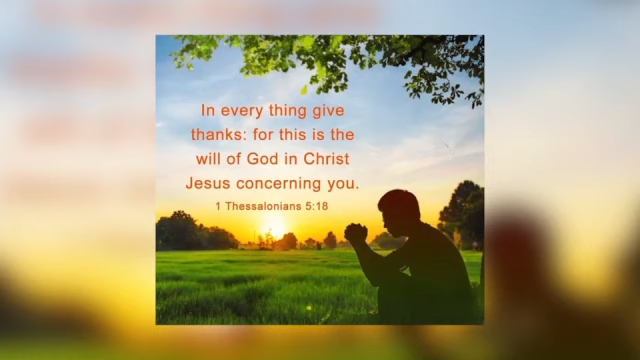 In every thing give
thanks: for this is the
will of God in Christ
Jesus concerning you.
1 Thessalonians 5:18